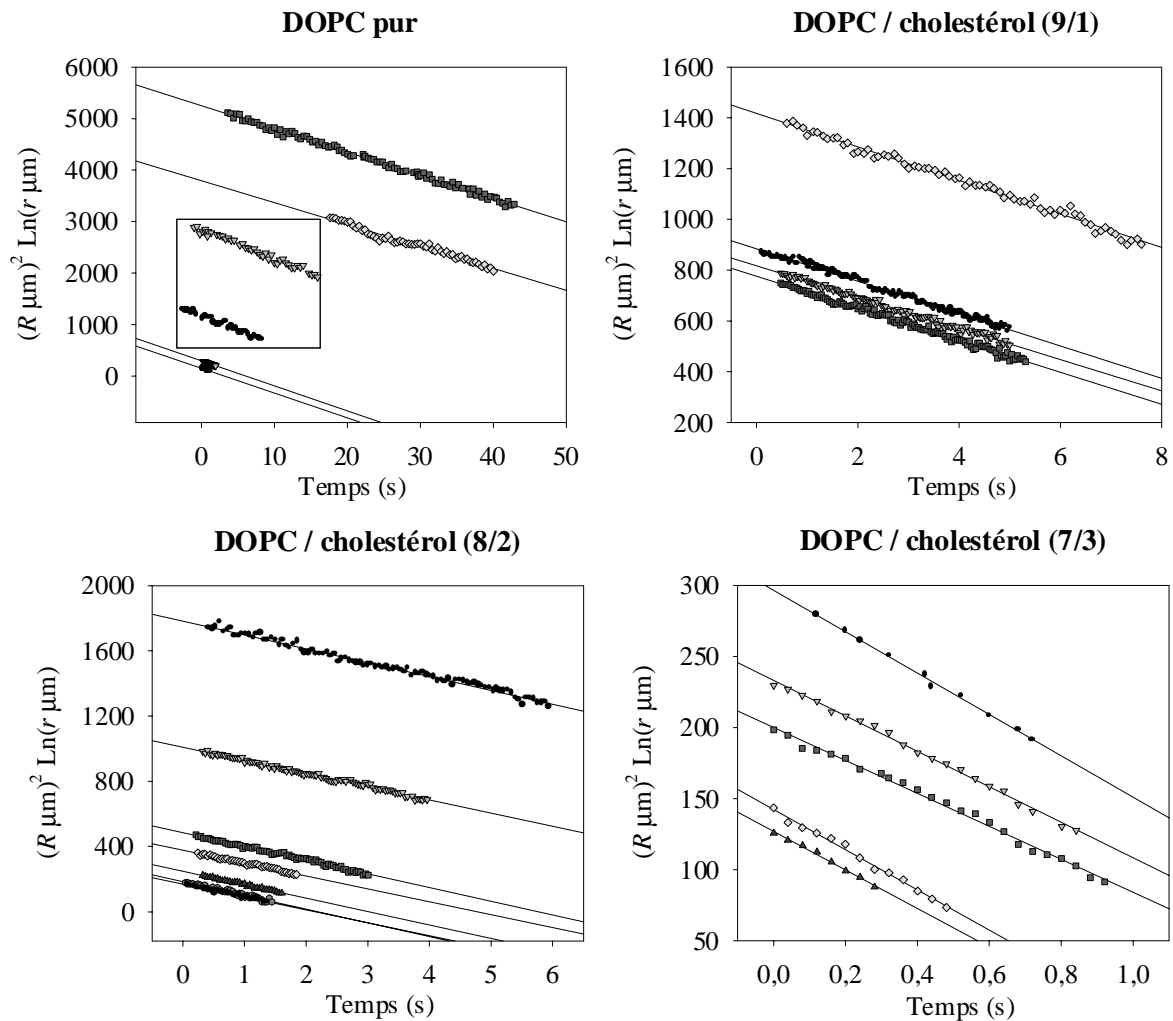 DOPC pur
6000
5000
4000
3000
2000
1000
0
(R µm)² Ln(r µm)
0 10 20 30 40 50
Temps (s)
DOPC / cholestérol (9/1)
1600
1400
1200
1000
800
600
400
200
(R µm)² Ln(r µm)
0 2 4 6 8
Temps (s)
DOPC / cholestérol (8/2)
2000
1600
1200
800
400
0
(R µm)² Ln(r µm)
0 1 2 3 4 5 6
Temps (s)
DOPC / cholestérol (7/3)
300
250
200
150
100
50
(R µm)² Ln(r µm)
0,0 0,2 0,4 0,6 0,8 1,0
Temps (s)